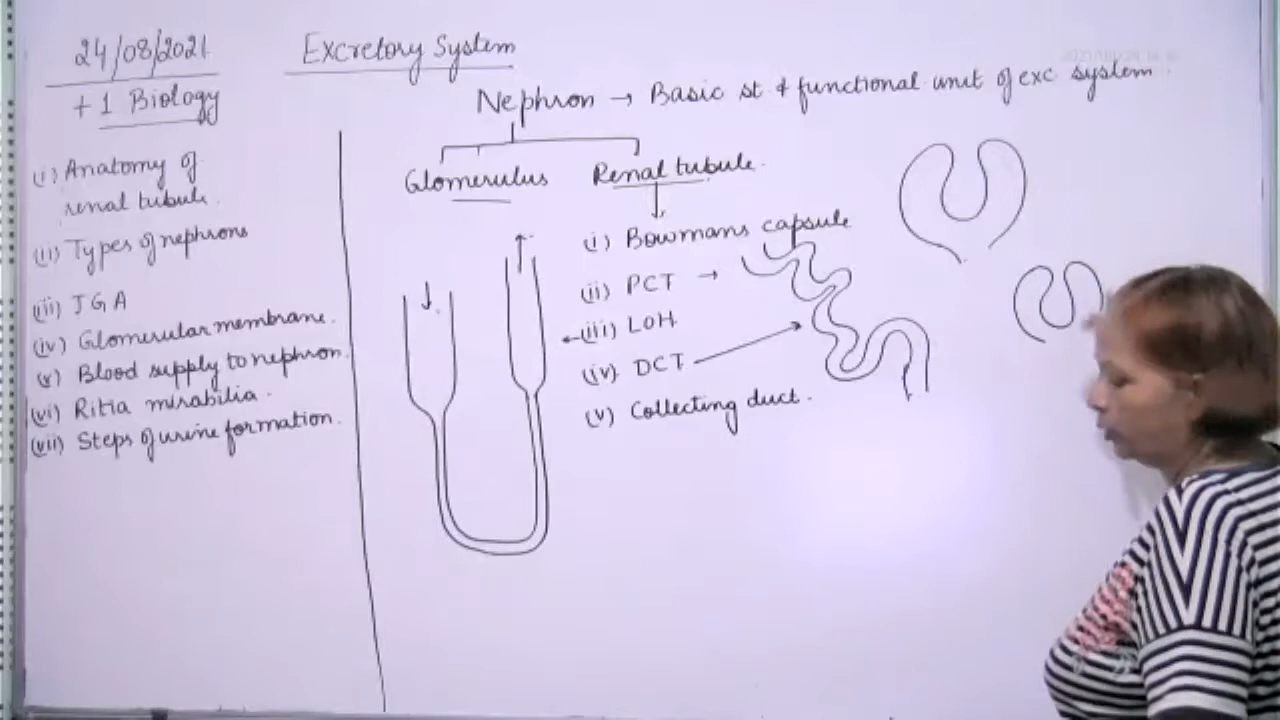 24/08/2021
+1 Biology
Excretory System
Nephron → Basic st & functional unit of exc system.
Glomerulus
Renal tubule.
(i) Anatomy of
renal tubule.
(ii) Types of nephrons
(iii) JGA
(iv) Glomerular membrane.
(v) Blood supply to nephron.
(vi) Ritia mirabilia.
(vii) Steps of urine formation.
(i) Bowmans capsule
(ii) PCT →
(iii) LOH
(iv) DCT
(v) Collecting duct.